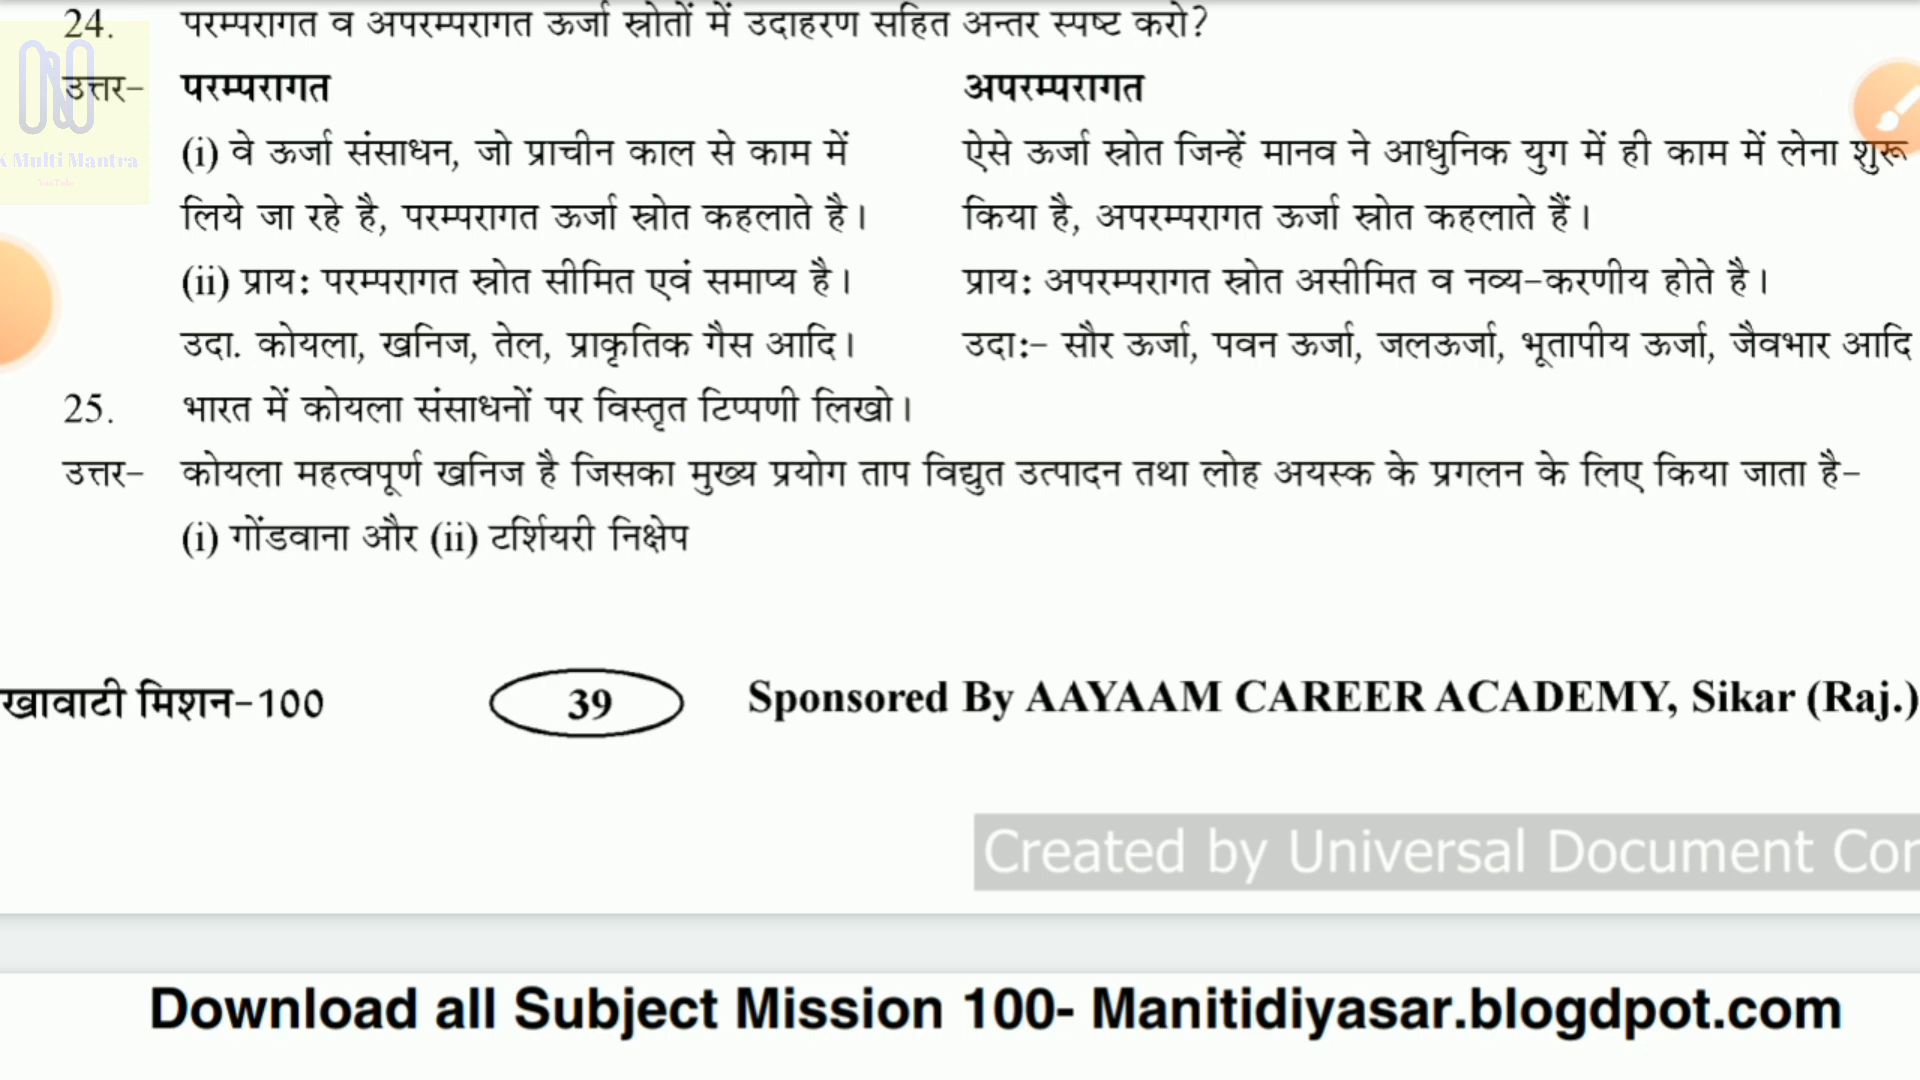 24. परम्परागत व अपरम्परागत ऊर्जा स्रोतों में उदाहरण सहित अन्तर स्पष्ट करो?
उत्तर- परम्परागत अपरम्परागत
(i) वे ऊर्जा संसाधन, जो प्राचीन काल से काम में ऐसे ऊर्जा स्रोत जिन्हें मानव ने आधुनिक युग में ही काम में लेना शुरू
K Multi Mantra
YouTube
लिये जा रहे है, परम्परागत ऊर्जा स्रोत कहलाते है। किया है, अपरम्परागत ऊर्जा स्रोत कहलाते हैं।
(ii) प्राय: परम्परागत स्रोत सीमित एवं समाप्य है। प्राय: अपरम्परागत स्रोत असीमित व नव्य-करणीय होते है।
उदा. कोयला, खनिज, तेल, प्राकृतिक गैस आदि। उदा:- सौर ऊर्जा, पवन ऊर्जा, जलऊर्जा, भूतापीय ऊर्जा, जैवभार आदि
25. भारत में कोयला संसाधनों पर विस्तृत टिप्पणी लिखो।
उत्तर- कोयला महत्वपूर्ण खनिज है जिसका मुख्य प्रयोग ताप विद्युत उत्पादन तथा लोह अयस्क के प्रगलन के लिए किया जाता है-
(i) गोंडवाना और (ii) टर्शियरी निक्षेप
खावाटी मिशन-100 39 Sponsored By AAYAAM CAREER ACADEMY, Sikar (Raj.)
Created by Universal Document Con
Download all Subject Mission 100- Manitidiyasar.blogdpot.com